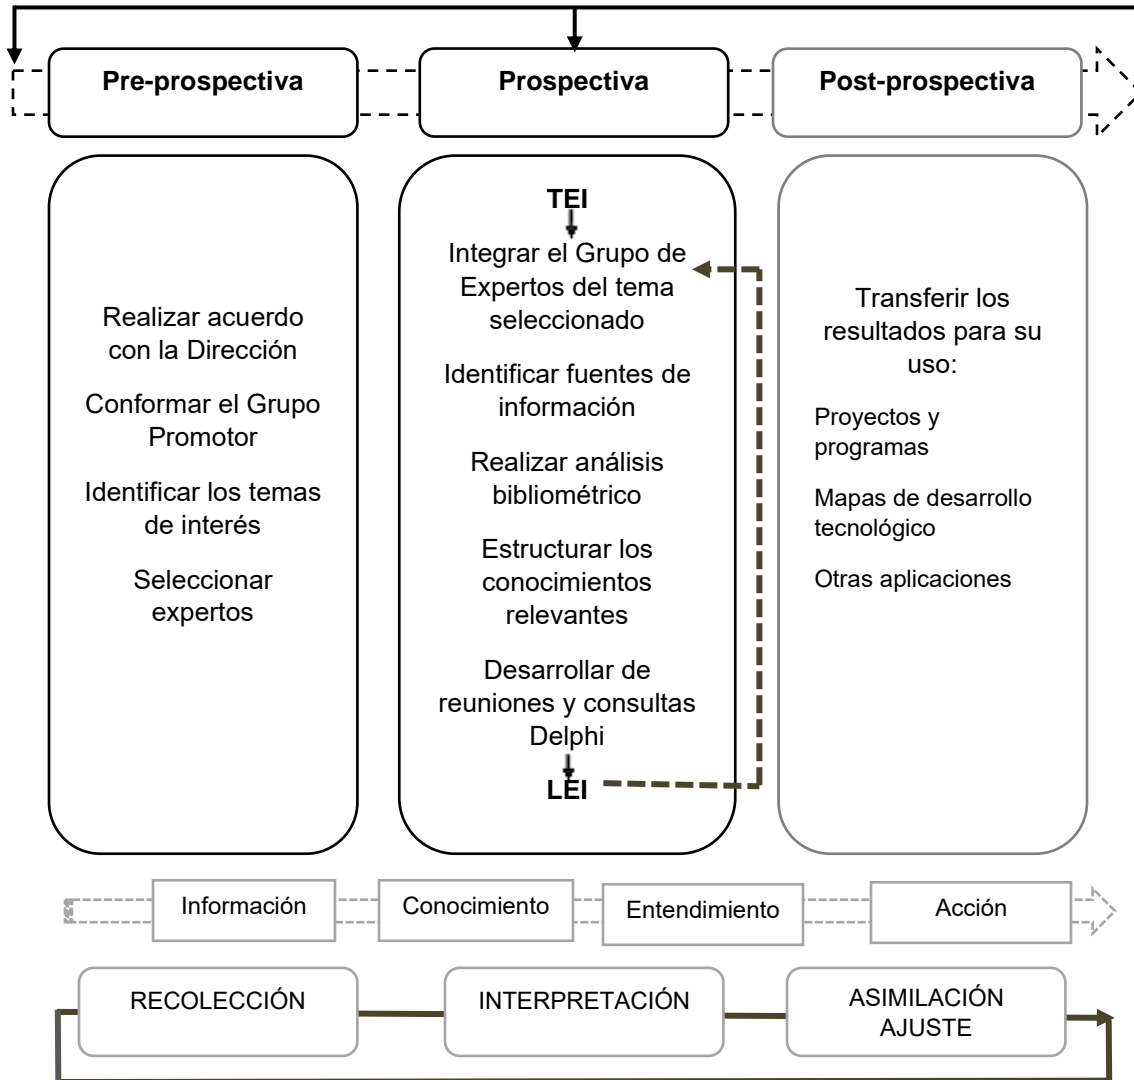 Pre-prospectiva
Prospectiva
Post-prospectiva
Realizar acuerdo
con la Dirección
Conformar el Grupo
Promotor
Identificar los temas
de interés
Seleccionar
expertos
TEI
Integrar el Grupo de
Expertos del tema
seleccionado
Identificar fuentes de
información
Realizar análisis
bibliométrico
Estructurar los
conocimientos
relevantes
Desarrollar de
reuniones y consultas
Delphi
LEI
Transferir los
resultados para su
uso:
Proyectos y
programas
Mapas de desarrollo
tecnológico
Otras aplicaciones
Información
Conocimiento
Entendimiento
Acción
RECOLECCIÓN
INTERPRETACIÓN
ASIMILACIÓN
AJUSTE